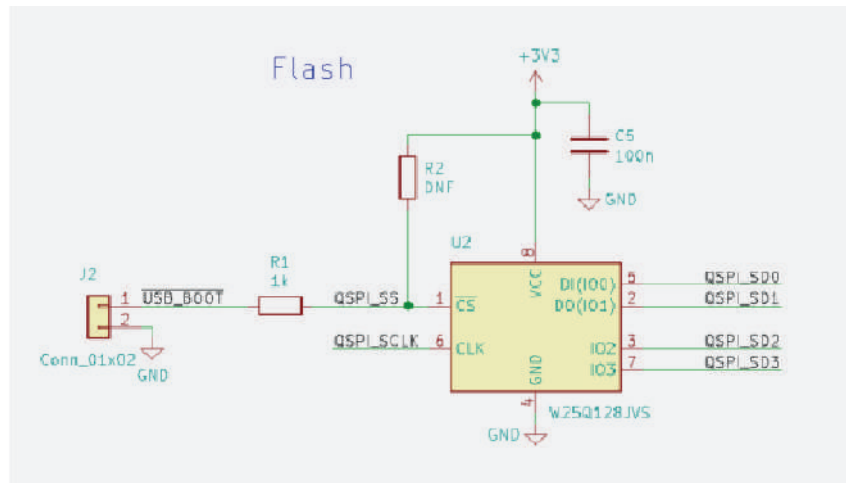 Flash
+3V3
C5
100n
GND
R2
DNF
U2
8
VCC
J2
1
2
Conn_01x02
GND
USB_BOOT
R1
1k
QSPI_SS
1
CS
QSPI_SCLK
6
CLK
DI(IO0)
5
QSPI_SD0
DO(IO1)
2
QSPI_SD1
IO2
3
QSPI_SD2
IO3
7
QSPI_SD3
GND
4
W25Q128JVS
GND